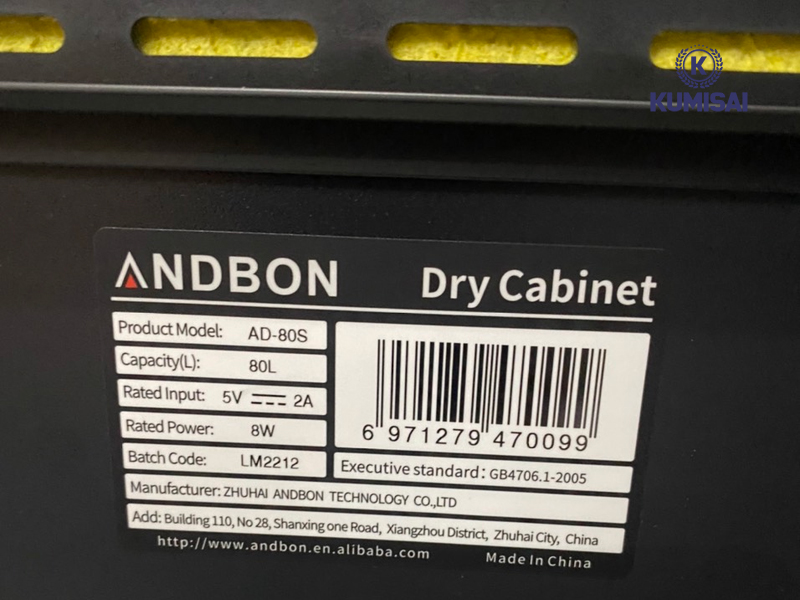 K
KUMISAI
ANDBON Dry Cabinet
Product Model: AD-80S
Capacity(L): 80L
Rated Input: 5V ⎓ 2A
Rated Power: 8W
Batch Code: LM2212
6 971279 470099
Executive standard: GB4706.1-2005
Manufacturer: ZHUHAI ANDBON TECHNOLOGY CO.,LTD
Add: Building 110, No 28, Shanxing one Road, Xiangzhou District, Zhuhai City, China
http://www.andbon.en.alibaba.com Made In China